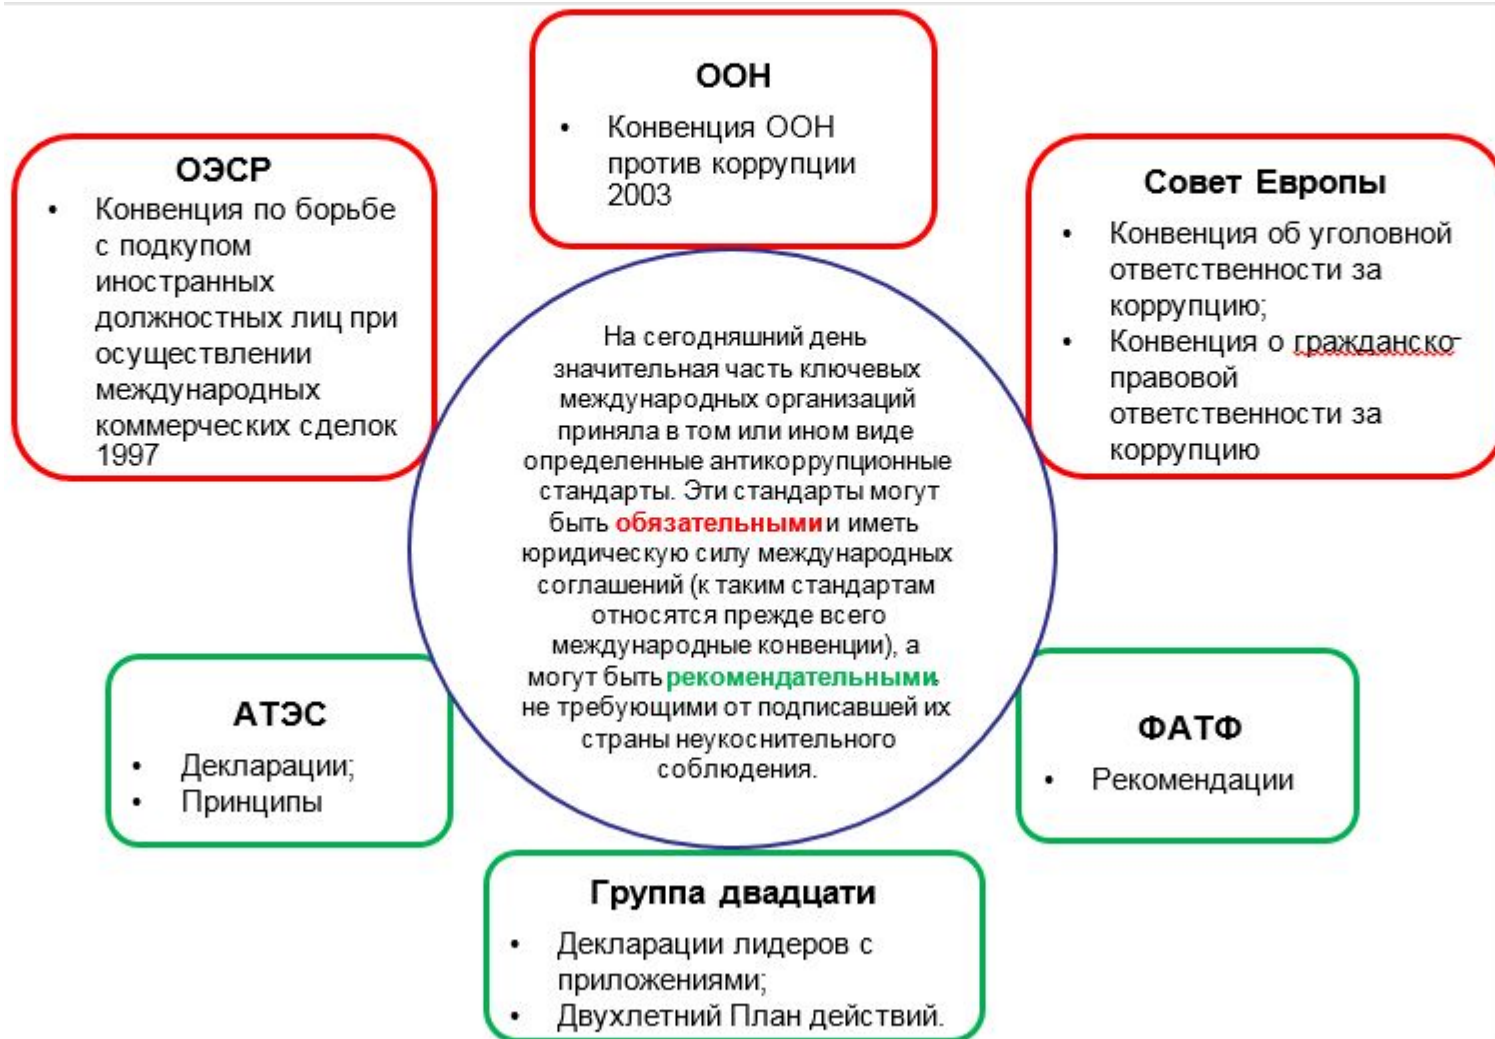 ООН
• Конвенция ООН
против коррупции
2003
ОЭСР
• Конвенция по борьбе
с подкупом
иностранных
должностных лиц при
осуществлении
международных
коммерческих сделок
1997
Совет Европы
• Конвенция об уголовной
ответственности за
коррупцию;
• Конвенция о гражданско-
правовой
ответственности за
коррупцию
На сегодняшний день
значительная часть ключевых
международных организаций
приняла в том или ином виде
определенные антикоррупционные
стандарты. Эти стандарты могут
быть обязательными и иметь
юридическую силу международных
соглашений (к таким стандартам
относятся прежде всего
международные конвенции), а
могут быть рекомендательными,
не требующими от подписавшей их
страны неукоснительного
соблюдения.
АТЭС
• Декларации;
• Принципы
ФАТФ
• Рекомендации
Группа двадцати
• Декларации лидеров с
приложениями;
• Двухлетний План действий.